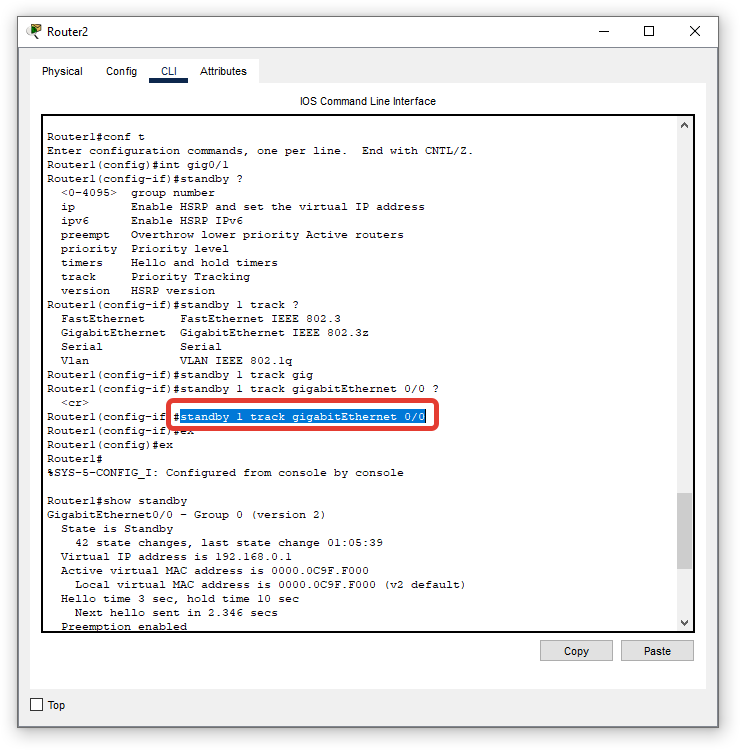 Router2
Physical Config CLI Attributes
IOS Command Line Interface
Router1#conf t
Enter configuration commands, one per line.  End with CNTL/Z.
Router1(config)#int gig0/1
Router1(config-if)#standby ?
  <0-4095>  group number
  ip        Enable HSRP and set the virtual IP address
  ipv6      Enable HSRP IPv6
  preempt   Overthrow lower priority Active routers
  priority  Priority level
  timers    Hello and hold timers
  track     Priority Tracking
  version   HSRP version
Router1(config-if)#standby 1 track ?
  FastEthernet     FastEthernet IEEE 802.3
  GigabitEthernet  GigabitEthernet IEEE 802.3z
  Serial           Serial
  Vlan             VLAN IEEE 802.1q
Router1(config-if)#standby 1 track gig
Router1(config-if)#standby 1 track gigabitEthernet 0/0 ?
  <cr>
Router1(config-if)#standby 1 track gigabitEthernet 0/0
Router1(config-if)#ex
Router1(config)#ex
Router1#
%SYS-5-CONFIG_I: Configured from console by console
Router1#show standby
GigabitEthernet0/0 - Group 0 (version 2)
  State is Standby
    42 state changes, last state change 01:05:39
  Virtual IP address is 192.168.0.1
  Active virtual MAC address is 0000.0C9F.F000
    Local virtual MAC address is 0000.0C9F.F000 (v2 default)
  Hello time 3 sec, hold time 10 sec
    Next hello sent in 2.346 secs
  Preemption enabled
Copy Paste
Top